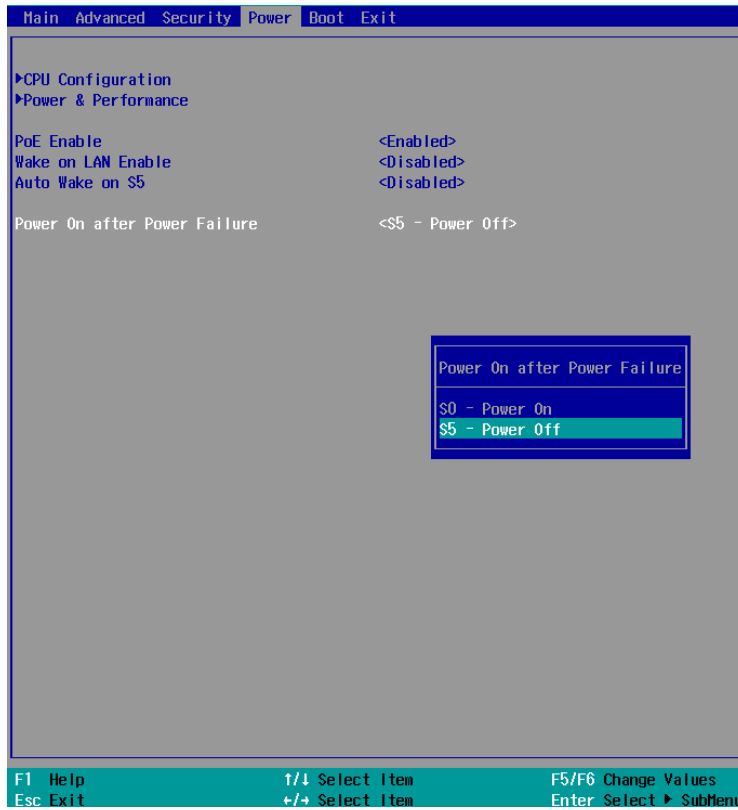 Main Advanced Security Power Boot Exit
▶CPU Configuration
▶Power & Performance
PoE Enable <Enabled>
Wake on LAN Enable <Disabled>
Auto Wake on S5 <Disabled>
Power On after Power Failure <S5 - Power Off>
Power On after Power Failure
S0 - Power On
S5 - Power Off
F1 Help ↑/↓ Select Item F5/F6 Change Values
Esc Exit ←/→ Select Item Enter Select ▶ SubMenu